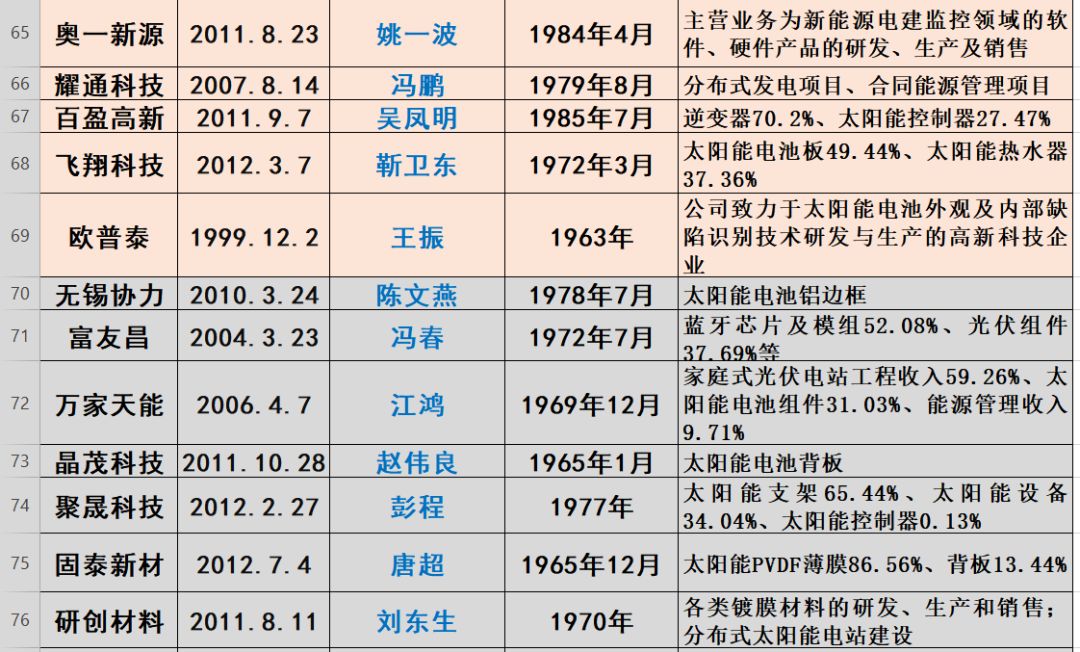 65 奥一新源 2011.8.23 姚一波 1984年4月 主营业务为新能源电建监控领域的软
件、硬件产品的研发、生产及销售
66 耀通科技 2007.8.14 冯鹏 1979年8月 分布式发电项目、合同能源管理项目
67 百盈高新 2011.9.7 吴凤明 1985年7月 逆变器70.2%、太阳能控制器27.47%
68 飞翔科技 2012.3.7 靳卫东 1972年3月 太阳能电池板49.44%、太阳能热水器
37.36%
69 欧普泰 1999.12.2 王振 1963年 公司致力于太阳能电池外观及内部缺
陷识别技术研发与生产的高新科技企
业
70 无锡协力 2010.3.24 陈文燕 1978年7月 太阳能电池铝边框
71 富友昌 2004.3.23 冯春 1972年7月 蓝牙芯片及模组52.08%、光伏组件
37.69%等
72 万家天能 2006.4.7 江鸿 1969年12月 家庭式光伏电站工程收入59.26%、太
阳能电池组件31.03%、能源管理收入
9.71%
73 晶茂科技 2011.10.28 赵伟良 1965年1月 太阳能电池背板
74 聚晟科技 2012.2.27 彭程 1977年 太阳能支架65.44%、太阳能设备
34.04%、太阳能控制器0.13%
75 固泰新材 2012.7.4 唐超 1965年12月 太阳能PVDF薄膜86.56%、背板13.44%
76 研创材料 2011.8.11 刘东生 1970年 各类镀膜材料的研发、生产和销售；
分布式太阳能电站建设